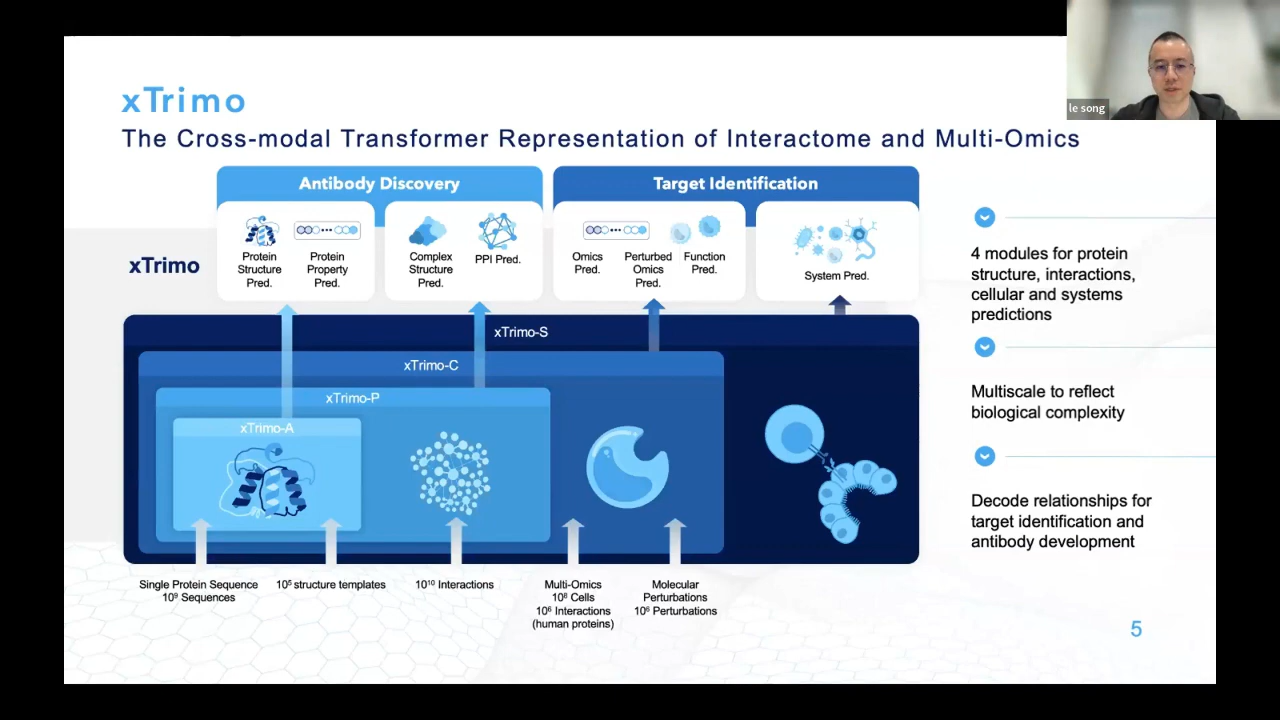 le song
xTrimo
The Cross-modal Transformer Representation of Interactome and Multi-Omics
Antibody Discovery
Target Identification
xTrimo
Protein
Structure
Pred.
Protein
Property
Pred.
Complex
Structure
Pred.
PPI Pred.
Omics
Pred.
Perturbed
Omics
Pred.
Function
Pred.
System Pred.
xTrimo-S
xTrimo-C
xTrimo-P
xTrimo-A
Single Protein Sequence
10⁹ Sequences
10⁵ structure templates
10¹⁰ Interactions
Multi-Omics
10⁸ Cells
10⁶ Interactions
(human proteins)
Molecular
Perturbations
10⁶ Perturbations
4 modules for protein
structure, interactions,
cellular and systems
predictions
Multiscale to reflect
biological complexity
Decode relationships for
target identification and
antibody development
5